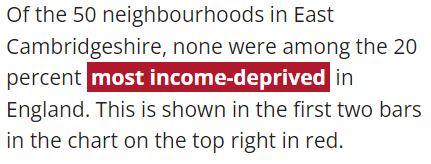 Of the 50 neighbourhoods in East
Cambridgeshire, none were among the 20
percent most income-deprived in
England. This is shown in the first two bars
in the chart on the top right in red.